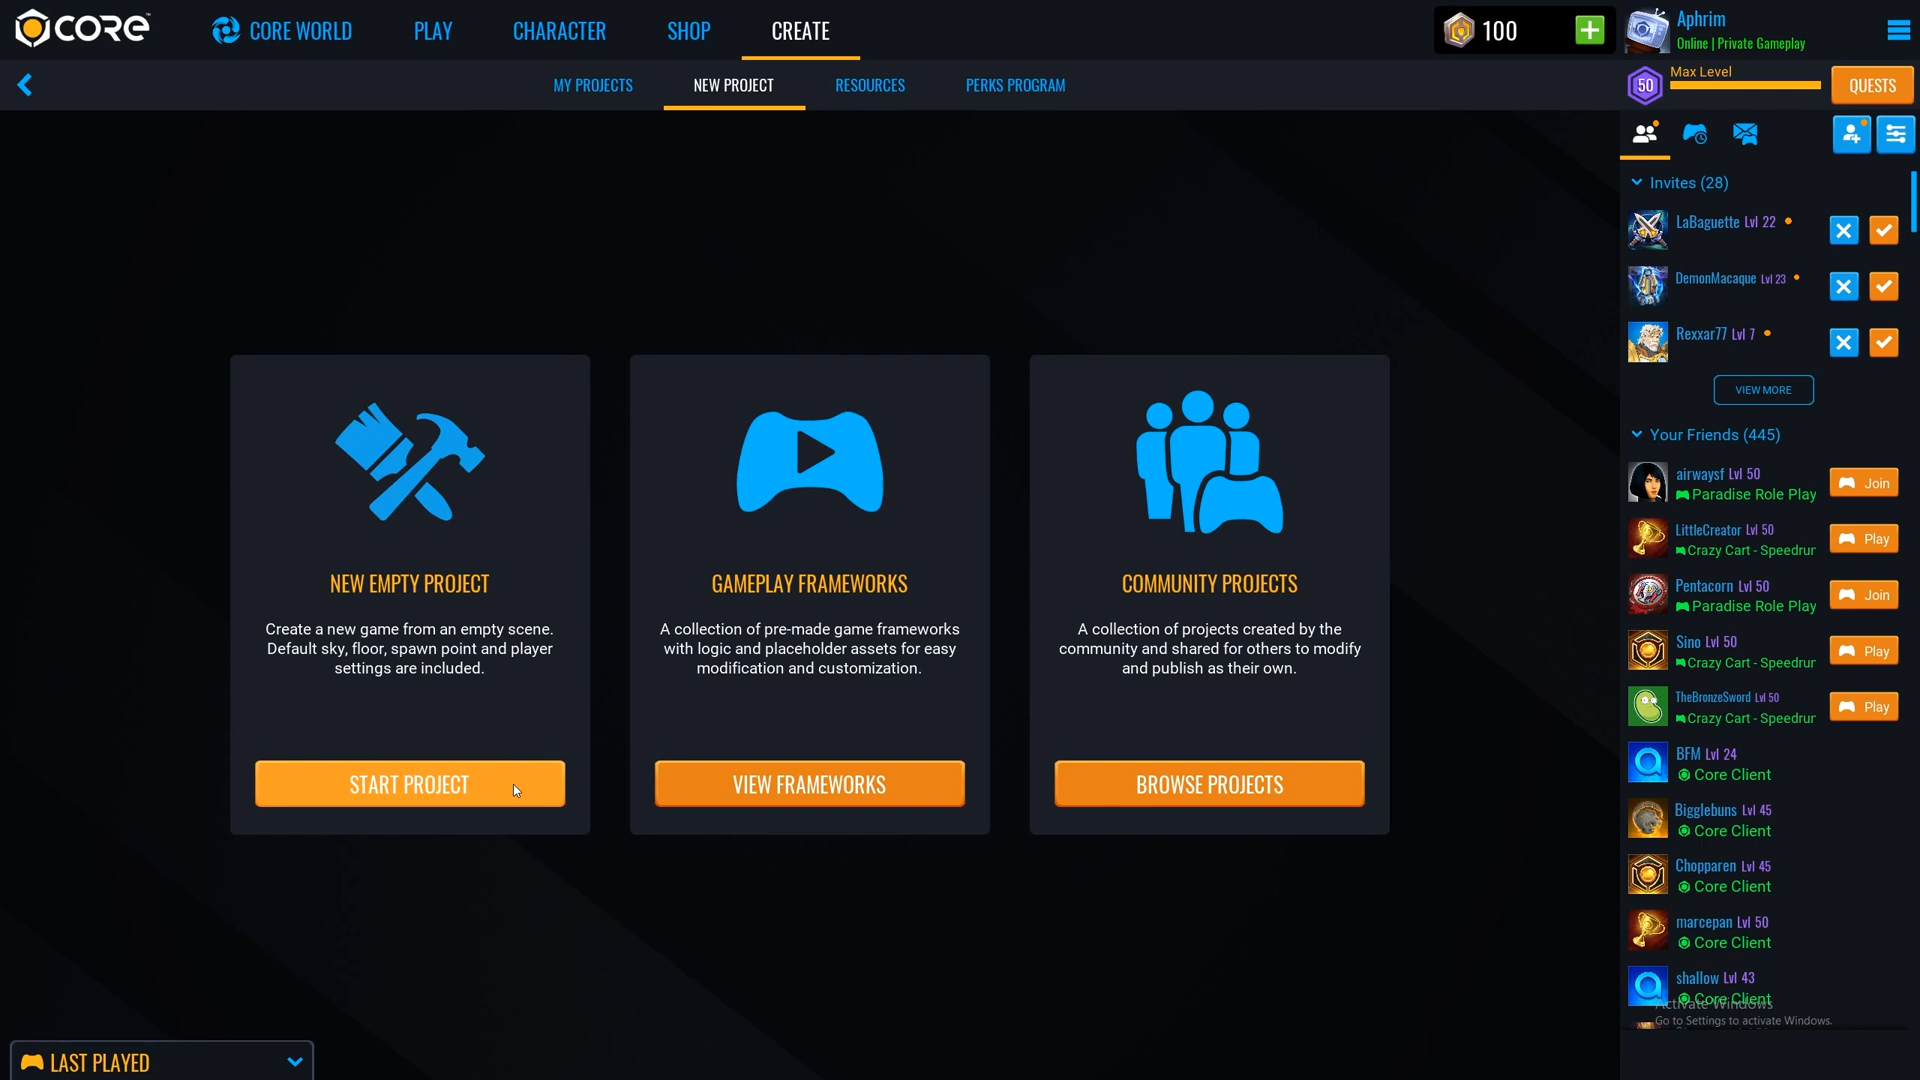 CORE
CORE WORLD
PLAY
CHARACTER
SHOP
CREATE
100
Aphrim
Online | Private Gameplay
MY PROJECTS
NEW PROJECT
RESOURCES
PERKS PROGRAM
50
Max Level
QUESTS
NEW EMPTY PROJECT
Create a new game from an empty scene.
Default sky, floor, spawn point and player
settings are included.
START PROJECT
GAMEPLAY FRAMEWORKS
A collection of pre-made game frameworks
with logic and placeholder assets for easy
modification and customization.
VIEW FRAMEWORKS
COMMUNITY PROJECTS
A collection of projects created by the
community and shared for others to modify
and publish as their own.
BROWSE PROJECTS
Invites (28)
LaBaguette Lvl 22
DemonMacaque Lvl 23
Rexxar77 Lvl 7
VIEW MORE
Your Friends (445)
airwaysf Lvl 50
Paradise Role Play
Join
LittleCreator Lvl 50
Crazy Cart - Speedrur
Play
Pentacorn Lvl 50
Paradise Role Play
Join
Sino Lvl 50
Crazy Cart - Speedrur
Play
TheBronzeSword Lvl 50
Crazy Cart - Speedrur
Play
BFM Lvl 24
Core Client
Bigglebuns Lvl 45
Core Client
Chopparen Lvl 45
Core Client
marcepan Lvl 50
Core Client
shallow Lvl 43
Core Client
Activate Windows
Go to Settings to activate Windows.
LAST PLAYED